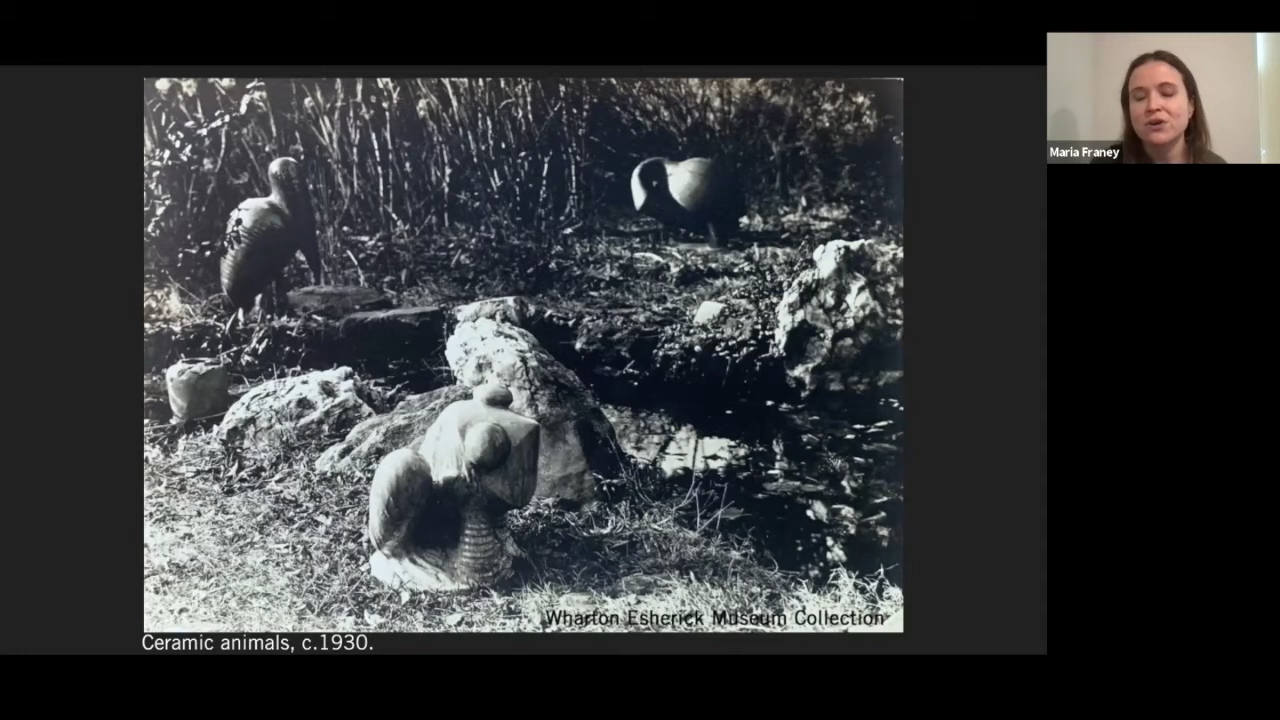 Maria Franey
Wharton Esherick Museum Collection
Ceramic animals, c.1930.